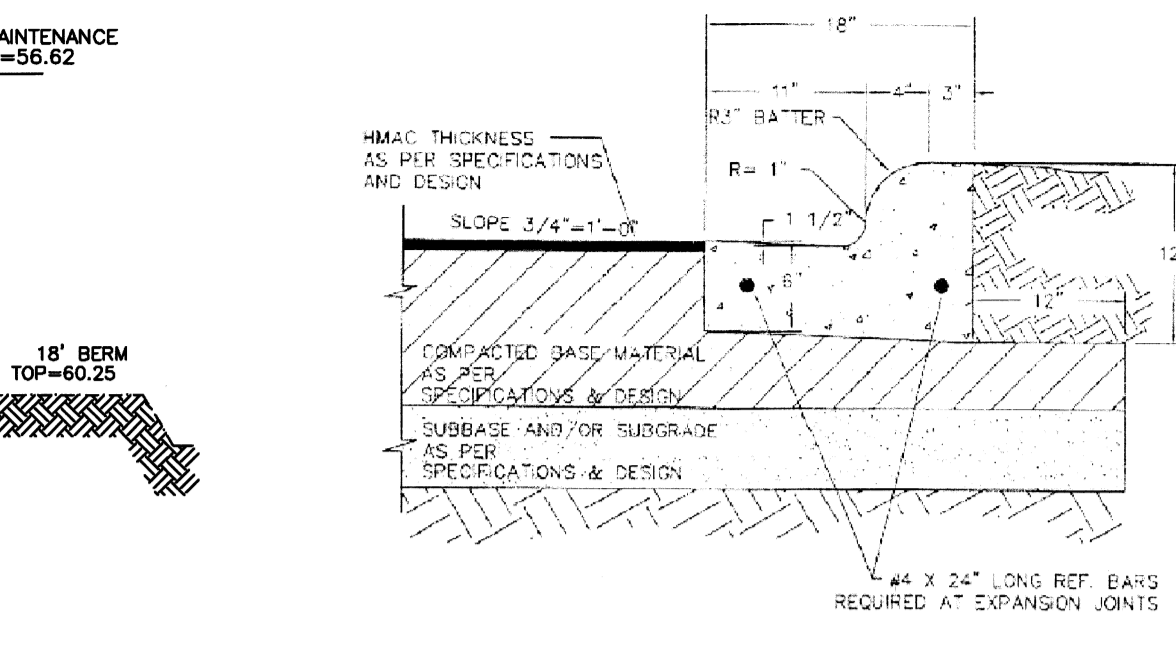 AINTENANCE
=56.62
18' BERM
TOP=60.25
18"
11"
4"
3"
R3" BATTER
HMAC THICKNESS
AS PER SPECIFICATIONS
AND DESIGN
R= 1"
SLOPE 3/4"=1'-0"
1 1/2"
6"
12"
12
COMPACTED BASE MATERIAL
AS PER
SPECIFICATIONS & DESIGN
SUBBASE AND/OR SUBGRADE
AS PER
SPECIFICATIONS & DESIGN
#4 X 24" LONG REF. BARS
REQUIRED AT EXPANSION JOINTS